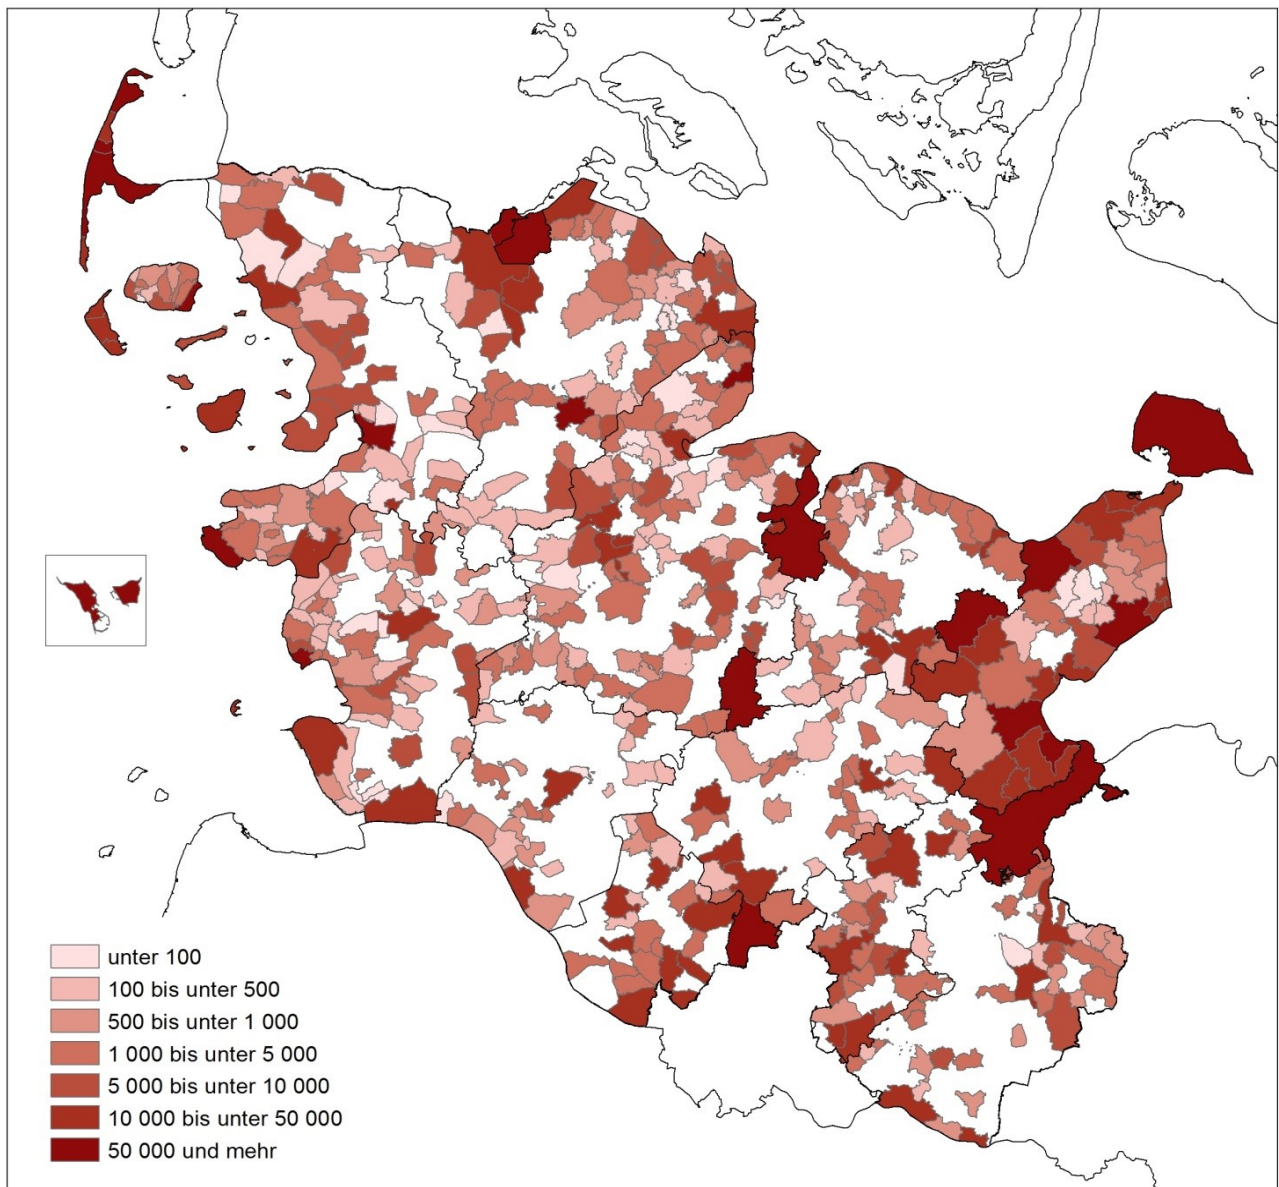 unter 100
100 bis unter 500
500 bis unter 1 000
1 000 bis unter 5 000
5 000 bis unter 10 000
10 000 bis unter 50 000
50 000 und mehr